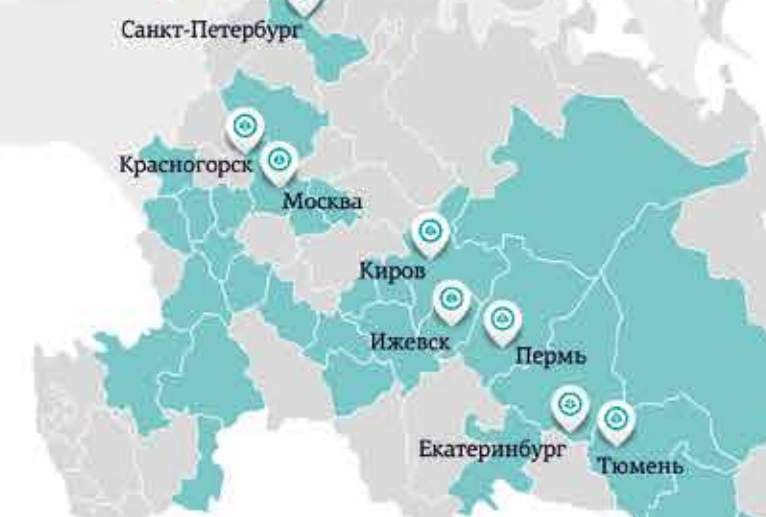 Санкт-Петербург
Красногорск
Москва
Киров
Ижевск
Пермь
Екатеринбург
Тюмень